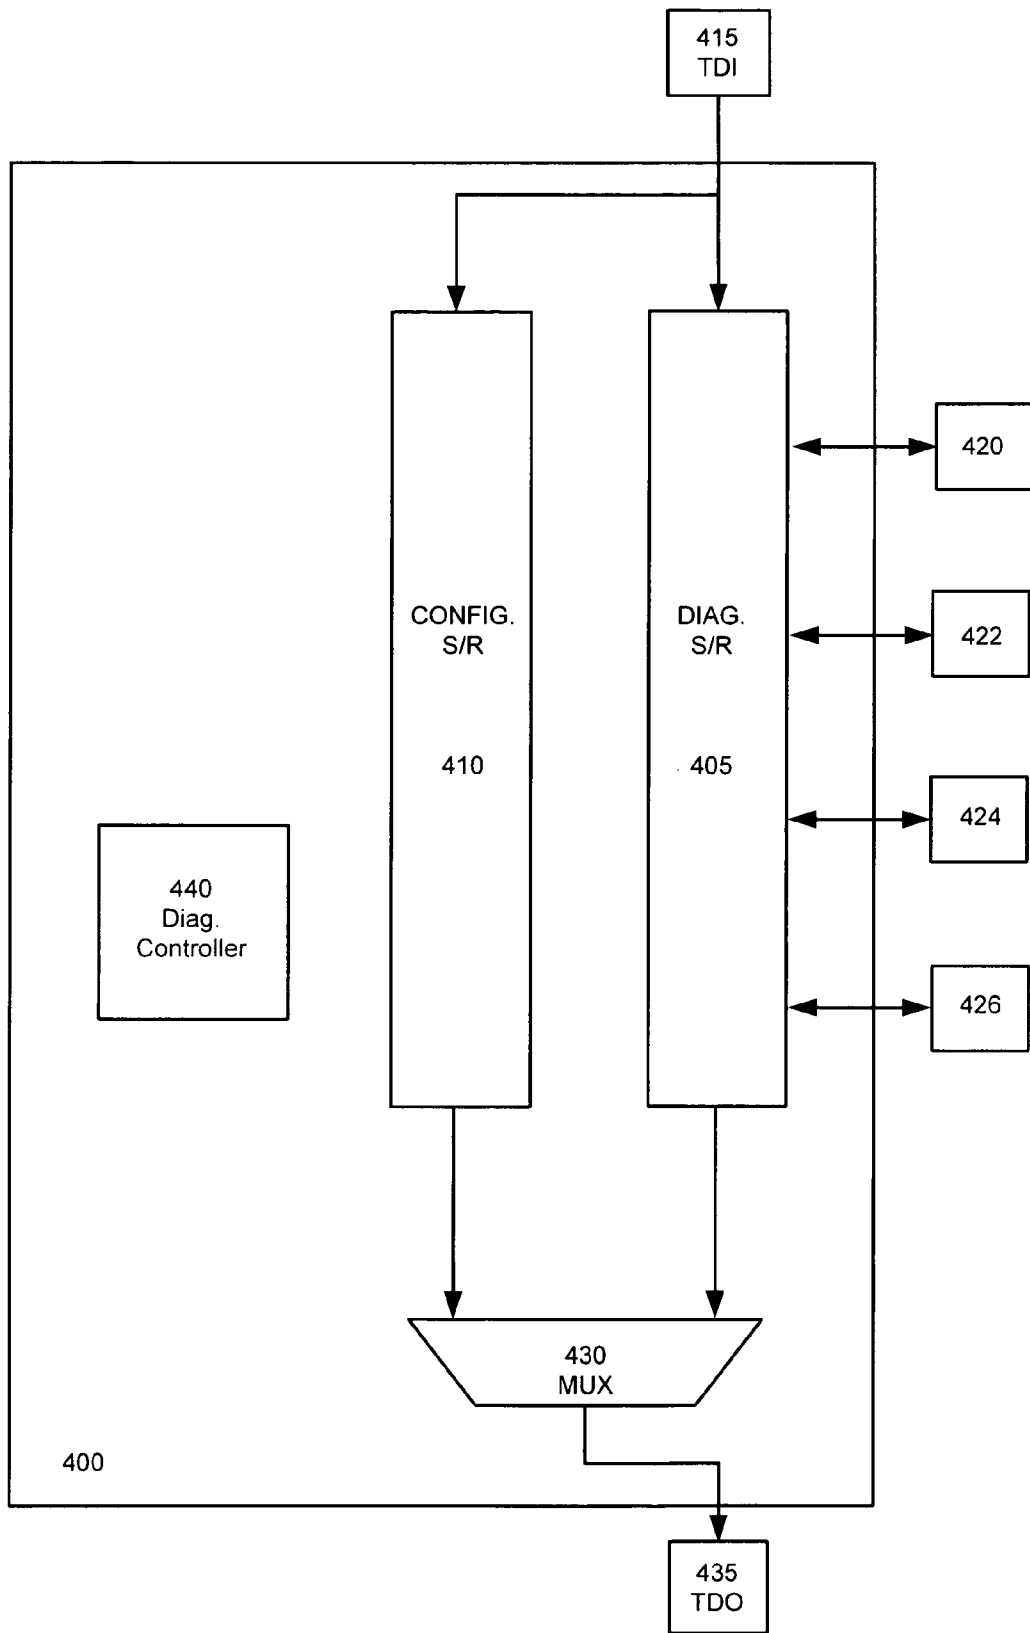 415
TDI
420
CONFIG.
S/R
410
DIAG.
S/R
405
422
424
440
Diag.
Controller
426
430
MUX
400
435
TDO